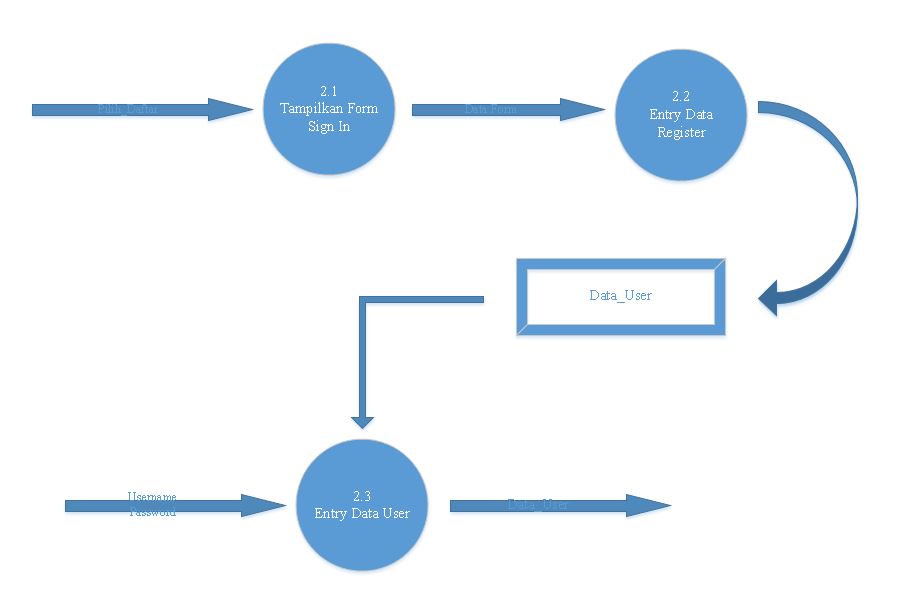 Pilih_Daftar
2.1
Tampilkan Form
Sign In
Data Form
2.2
Entry Data
Register
Data_User
Username
Password
2.3
Entry Data User
Data_User